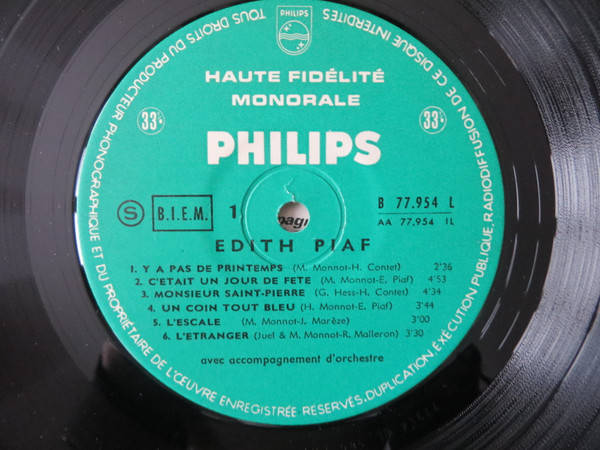 TOUS DROITS DU PRODUCTEUR PHONOGRAPHIQUE ET DU PROPRIÉTAIRE DE L'ŒUVRE ENREGISTRÉE RÉSERVÉS. DUPLICATION, EXÉCUTION PUBLIQUE, RADIODIFFUSION DE CE DISQUE INTERDITES
PHILIPS
HAUTE FIDÉLITÉ
MONORALE
33⅓ 33⅓
PHILIPS
S B.I.E.M. 1 B 77.954 L
AA 77.954 1L
EDITH PIAF
1. Y A PAS DE PRINTEMPS (M. Monnot-H. Contet) 2'36
2. C'ETAIT UN JOUR DE FETE (M. Monnot-E. Piaf) 4'53
3. MONSIEUR SAINT-PIERRE (G. Hess-H. Contet) 4'34
4. UN COIN TOUT BLEU (H. Monnot-E. Piaf) 3'44
5. L'ESCALE (M. Monnot-J. Marèze) 3'00
6. L'ETRANGER (Juel & M. Monnot-R. Malleron) 3'30
avec accompagnement d'orchestre